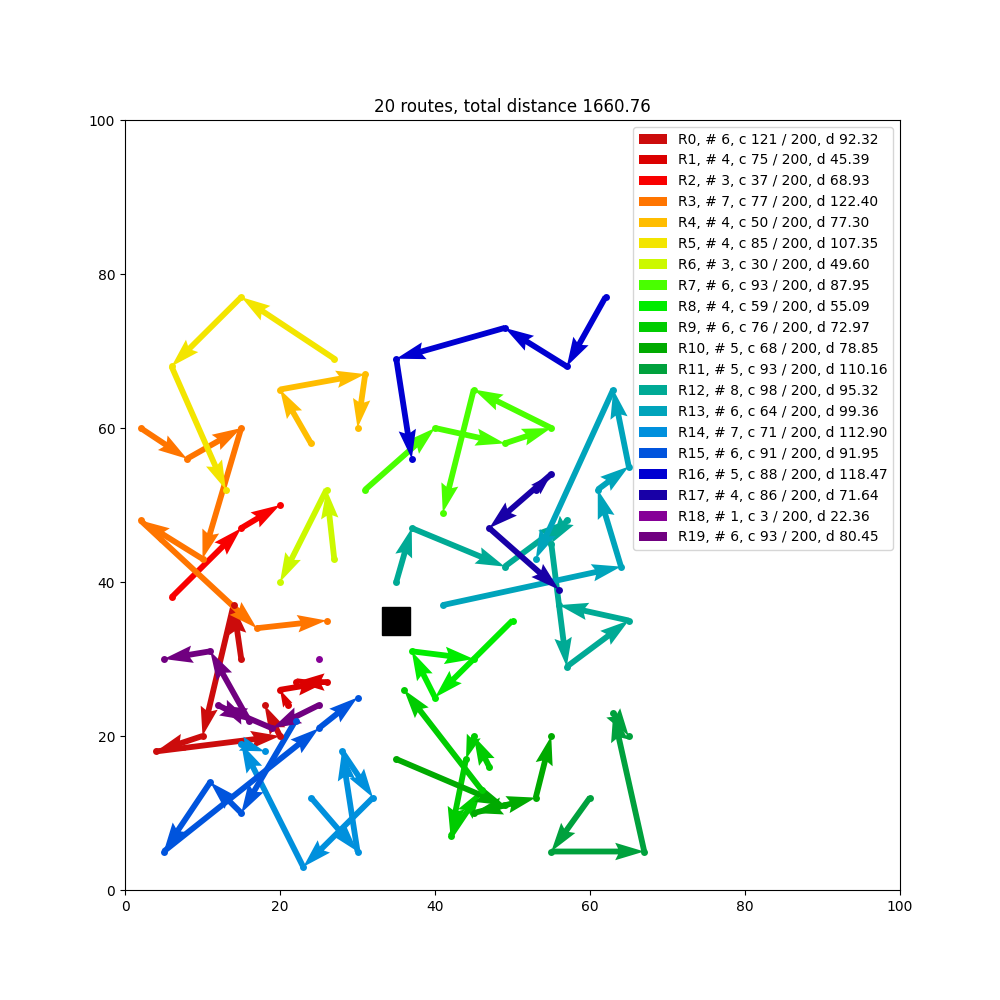 20 routes, total distance 1660.76
100
80
60
40
20
0
0 20 40 60 80 100
R0, # 6, c 121 / 200, d 92.32
R1, # 4, c 75 / 200, d 45.39
R2, # 3, c 37 / 200, d 68.93
R3, # 7, c 77 / 200, d 122.40
R4, # 4, c 50 / 200, d 77.30
R5, # 4, c 85 / 200, d 107.35
R6, # 3, c 30 / 200, d 49.60
R7, # 6, c 93 / 200, d 87.95
R8, # 4, c 59 / 200, d 55.09
R9, # 6, c 76 / 200, d 72.97
R10, # 5, c 68 / 200, d 78.85
R11, # 5, c 93 / 200, d 110.16
R12, # 8, c 98 / 200, d 95.32
R13, # 6, c 64 / 200, d 99.36
R14, # 7, c 71 / 200, d 112.90
R15, # 6, c 91 / 200, d 91.95
R16, # 5, c 88 / 200, d 118.47
R17, # 4, c 86 / 200, d 71.64
R18, # 1, c 3 / 200, d 22.36
R19, # 6, c 93 / 200, d 80.45